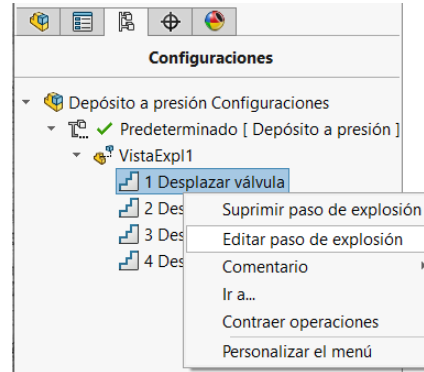 Configuraciones
Depósito a presión Configuraciones
Predeterminado [ Depósito a presión ]
VistaExpl1
1 Desplazar válvula
2 Des
Suprimir paso de explosión
3 Des
Editar paso de explosión
4 Des
Comentario
Ir a...
Contraer operaciones
Personalizar el menú